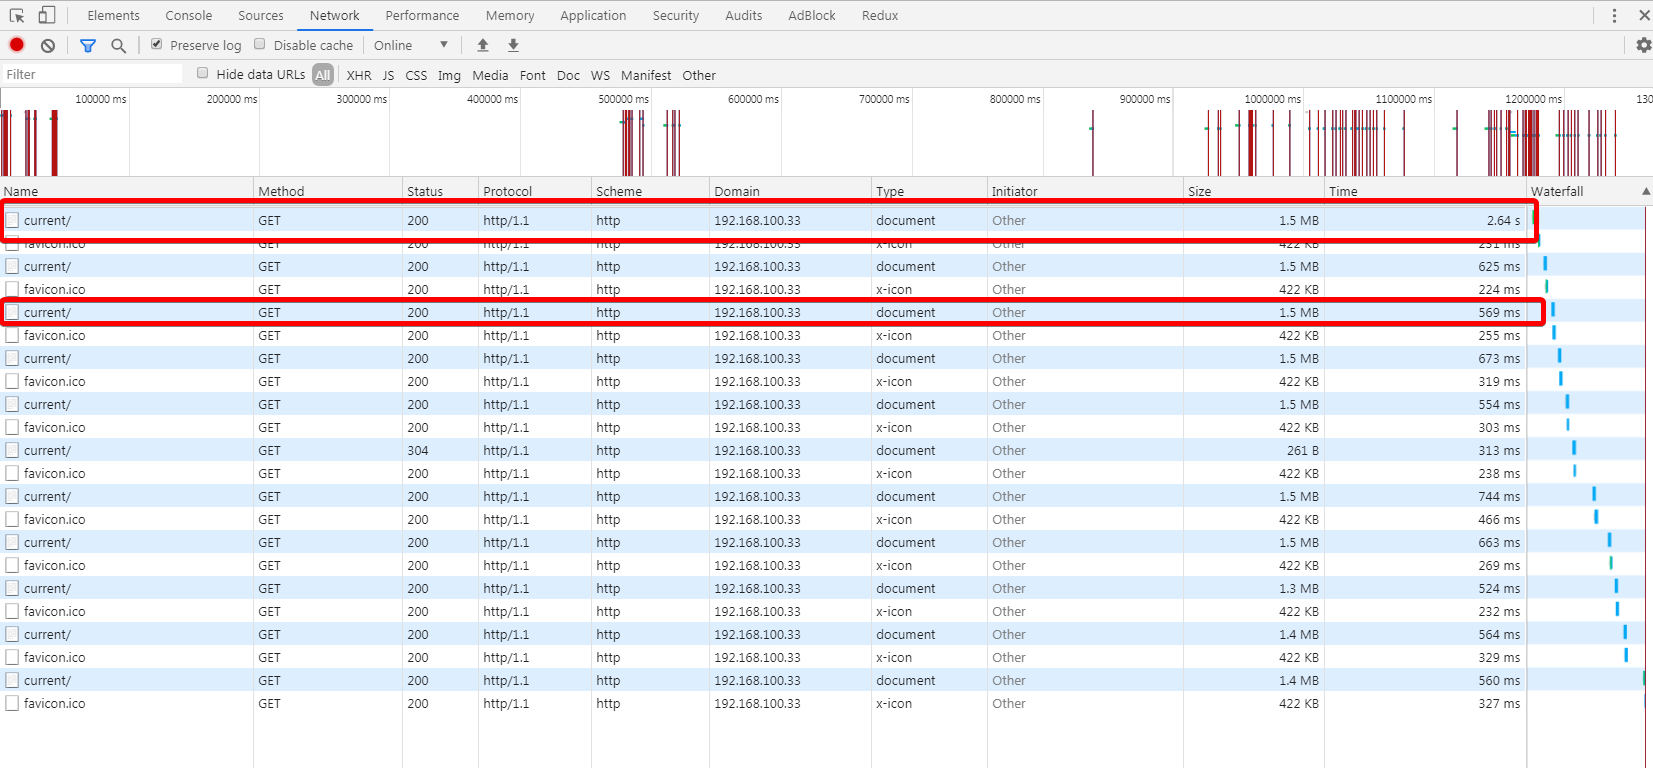 Elements Console Sources Network Performance Memory Application Security Audits AdBlock Redux
Preserve log Disable cache Online
Filter Hide data URLs All XHR JS CSS Img Media Font Doc WS Manifest Other
100000 ms 200000 ms 300000 ms 400000 ms 500000 ms 600000 ms 700000 ms 800000 ms 900000 ms 1000000 ms 1100000 ms 1200000 ms 130
Name Method Status Protocol Scheme Domain Type Initiator Size Time Waterfall
current/ GET 200 http/1.1 http 192.168.100.33 document Other 1.5 MB 2.64 s
favicon.ico GET 200 http/1.1 http 192.168.100.33 x-icon Other 422 KB 231 ms
current/ GET 200 http/1.1 http 192.168.100.33 document Other 1.5 MB 625 ms
favicon.ico GET 200 http/1.1 http 192.168.100.33 x-icon Other 422 KB 224 ms
current/ GET 200 http/1.1 http 192.168.100.33 document Other 1.5 MB 569 ms
favicon.ico GET 200 http/1.1 http 192.168.100.33 x-icon Other 422 KB 255 ms
current/ GET 200 http/1.1 http 192.168.100.33 document Other 1.5 MB 673 ms
favicon.ico GET 200 http/1.1 http 192.168.100.33 x-icon Other 422 KB 319 ms
current/ GET 200 http/1.1 http 192.168.100.33 document Other 1.5 MB 554 ms
favicon.ico GET 200 http/1.1 http 192.168.100.33 x-icon Other 422 KB 303 ms
current/ GET 304 http/1.1 http 192.168.100.33 document Other 261 B 313 ms
favicon.ico GET 200 http/1.1 http 192.168.100.33 x-icon Other 422 KB 238 ms
current/ GET 200 http/1.1 http 192.168.100.33 document Other 1.5 MB 744 ms
favicon.ico GET 200 http/1.1 http 192.168.100.33 x-icon Other 422 KB 466 ms
current/ GET 200 http/1.1 http 192.168.100.33 document Other 1.5 MB 663 ms
favicon.ico GET 200 http/1.1 http 192.168.100.33 x-icon Other 422 KB 269 ms
current/ GET 200 http/1.1 http 192.168.100.33 document Other 1.3 MB 524 ms
favicon.ico GET 200 http/1.1 http 192.168.100.33 x-icon Other 422 KB 232 ms
current/ GET 200 http/1.1 http 192.168.100.33 document Other 1.4 MB 564 ms
favicon.ico GET 200 http/1.1 http 192.168.100.33 x-icon Other 422 KB 329 ms
current/ GET 200 http/1.1 http 192.168.100.33 document Other 1.4 MB 560 ms
favicon.ico GET 200 http/1.1 http 192.168.100.33 x-icon Other 422 KB 327 ms